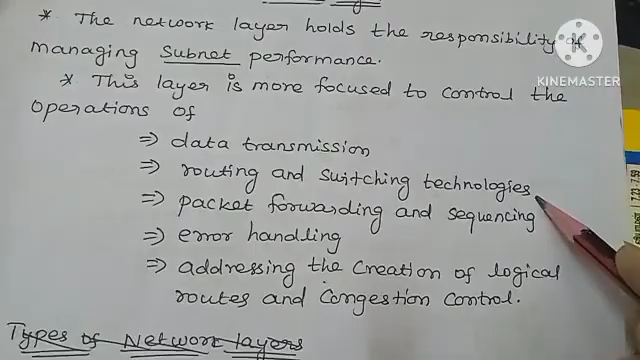 * The network layer holds the responsibility of
managing Subnet performance.
* This layer is more focused to control the
operations of
⇒ data transmission
⇒ routing and switching technologies
⇒ packet forwarding and sequencing
⇒ error handling
⇒ addressing the creation of logical
routes and congestion control.
Types of Network layers
KINEMASTER